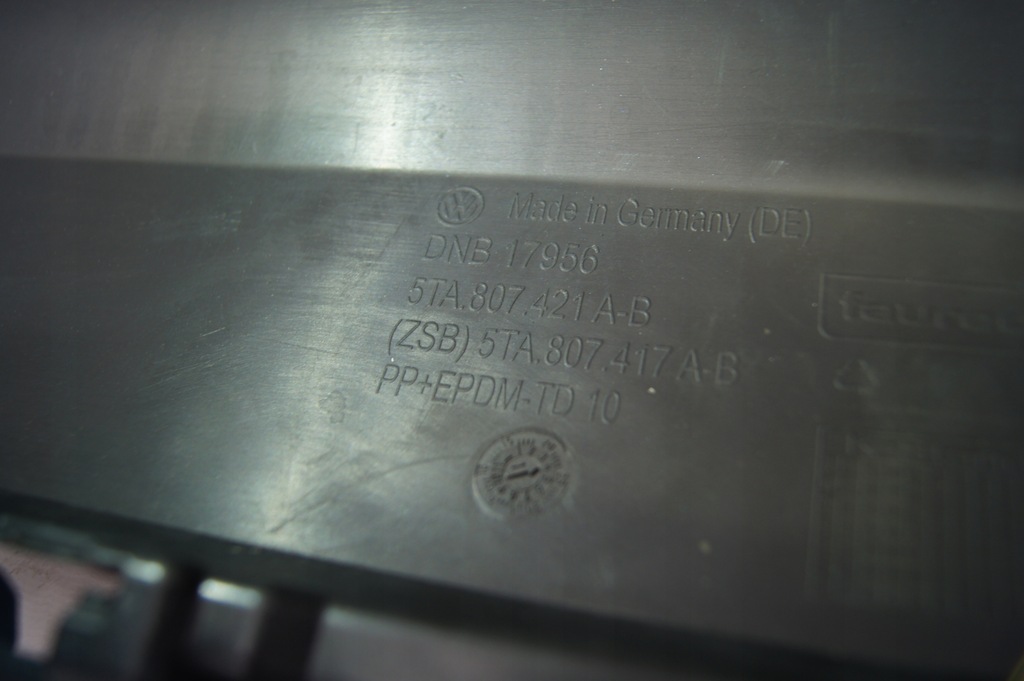 Made in Germany (DE)
DNB 17956
5TA.807.421 A-B
(ZSB) 5TA.807.417 A-B
PP+EPDM-TD 10